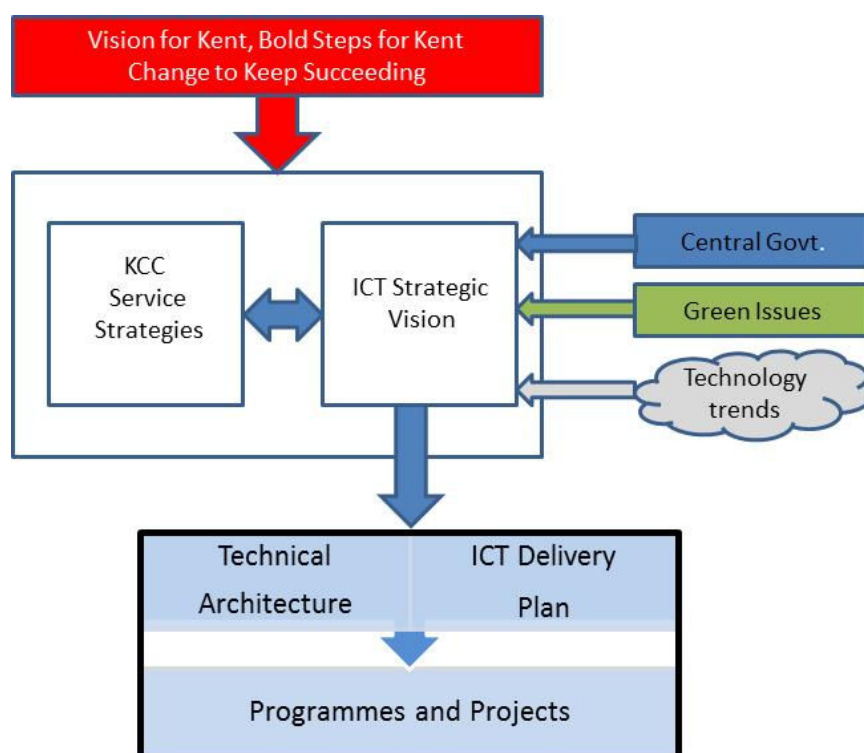 Vision for Kent, Bold Steps for Kent
Change to Keep Succeeding
KCC
Service
Strategies
ICT Strategic
Vision
Central Govt.
Green Issues
Technology
trends
Technical
Architecture
ICT Delivery
Plan
Programmes and Projects